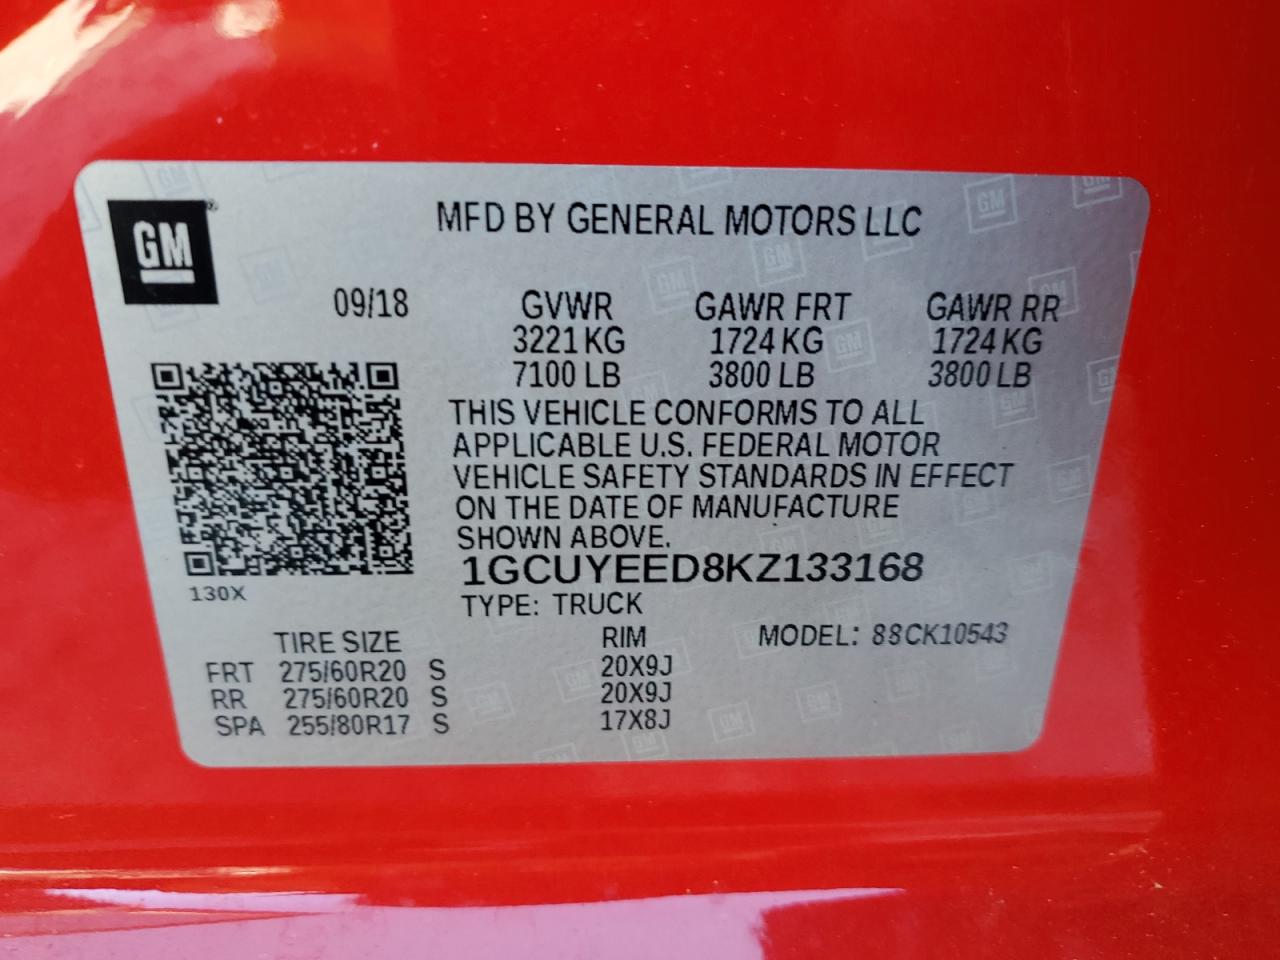 GM®
MFD BY GENERAL MOTORS LLC
09/18 GVWR GAWR FRT GAWR RR
3221 KG 1724 KG 1724 KG
7100 LB 3800 LB 3800 LB
THIS VEHICLE CONFORMS TO ALL
APPLICABLE U.S. FEDERAL MOTOR
VEHICLE SAFETY STANDARDS IN EFFECT
ON THE DATE OF MANUFACTURE
SHOWN ABOVE.
1GCUYEED8KZ133168
130X
TYPE: TRUCK
TIRE SIZE RIM MODEL: 88CK10543
FRT 275/60R20 S 20X9J
RR 275/60R20 S 20X9J
SPA 255/80R17 S 17X8J